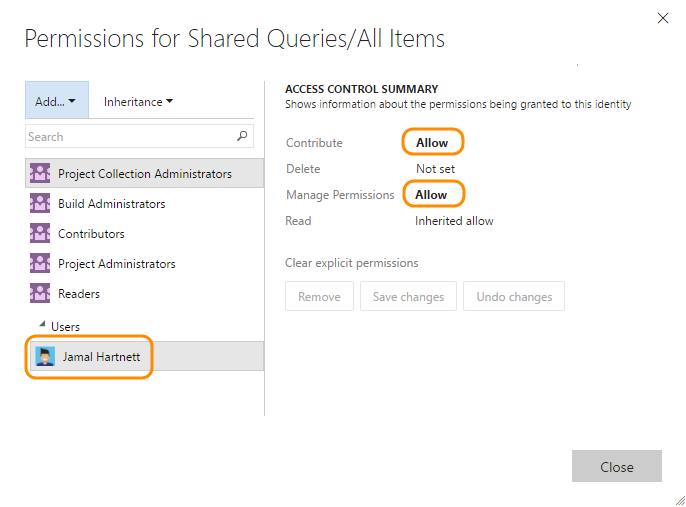 Permissions for Shared Queries/All Items
Add...
Inheritance
Search
Project Collection Administrators
Build Administrators
Contributors
Project Administrators
Readers
Users
Jamal Hartnett
ACCESS CONTROL SUMMARY
Shows information about the permissions being granted to this identity
Contribute Allow
Delete Not set
Manage Permissions Allow
Read Inherited allow
Clear explicit permissions
Remove Save changes Undo changes
Close